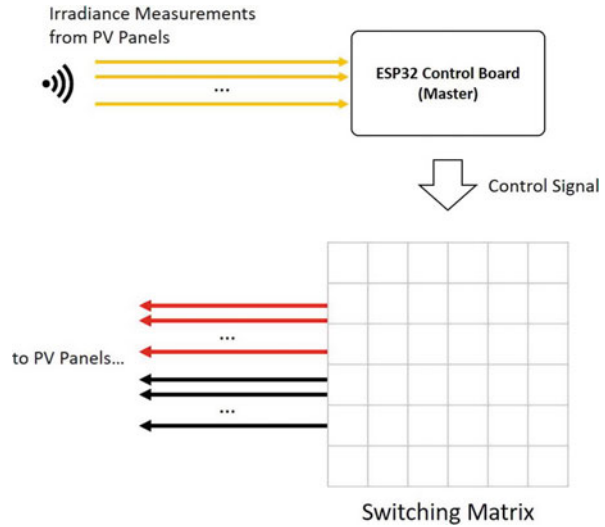 Irradiance Measurements
from PV Panels
...
ESP32 Control Board
(Master)
Control Signal
...
to PV Panels...
...
Switching Matrix